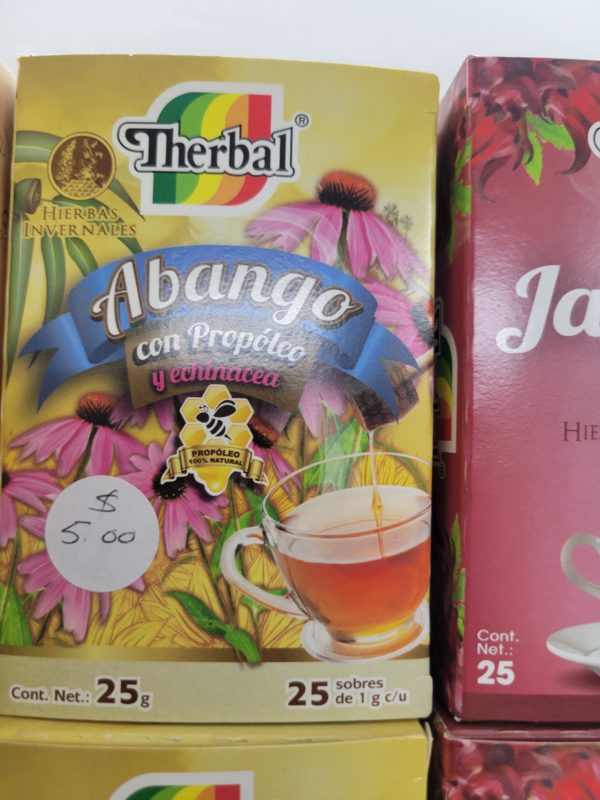 Therbal®
HIERBAS
INVERNALES
Abango
con Propóleo
y echinacea
PROPÓLEO
100% NATURAL
$
5.00
Cont. Net.: 25g
25 sobres
de 1 g c/u
Ja
HIE
Cont.
Net.:
25